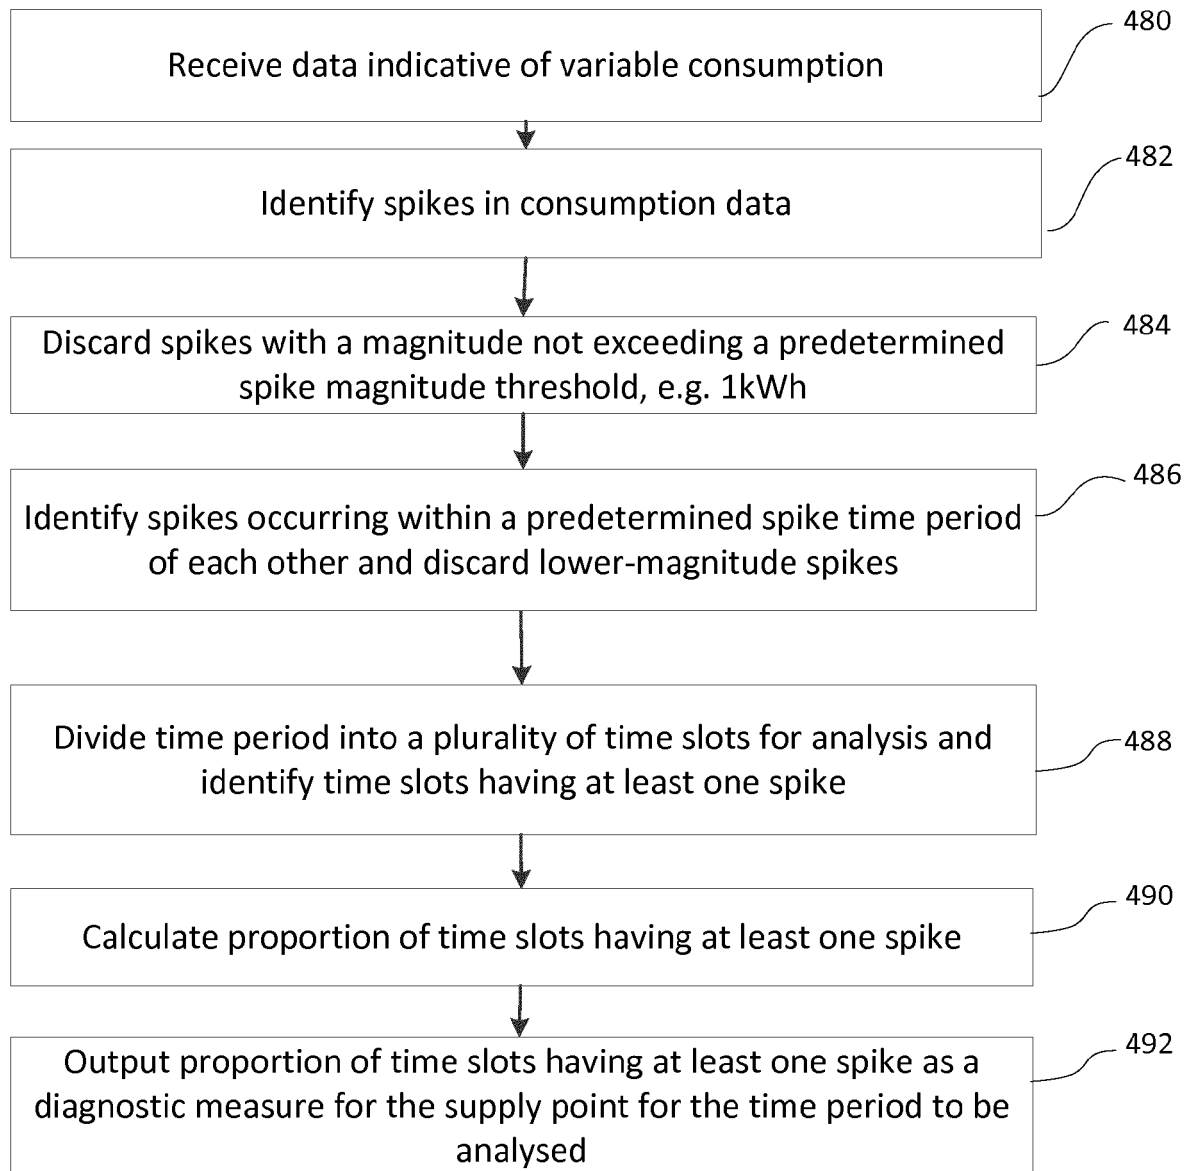 480
Receive data indicative of variable consumption
482
Identify spikes in consumption data
484
Discard spikes with a magnitude not exceeding a predetermined
spike magnitude threshold, e.g. 1kWh
486
Identify spikes occurring within a predetermined spike time period
of each other and discard lower-magnitude spikes
488
Divide time period into a plurality of time slots for analysis and
identify time slots having at least one spike
490
Calculate proportion of time slots having at least one spike
492
Output proportion of time slots having at least one spike as a
diagnostic measure for the supply point for the time period to be
analysed